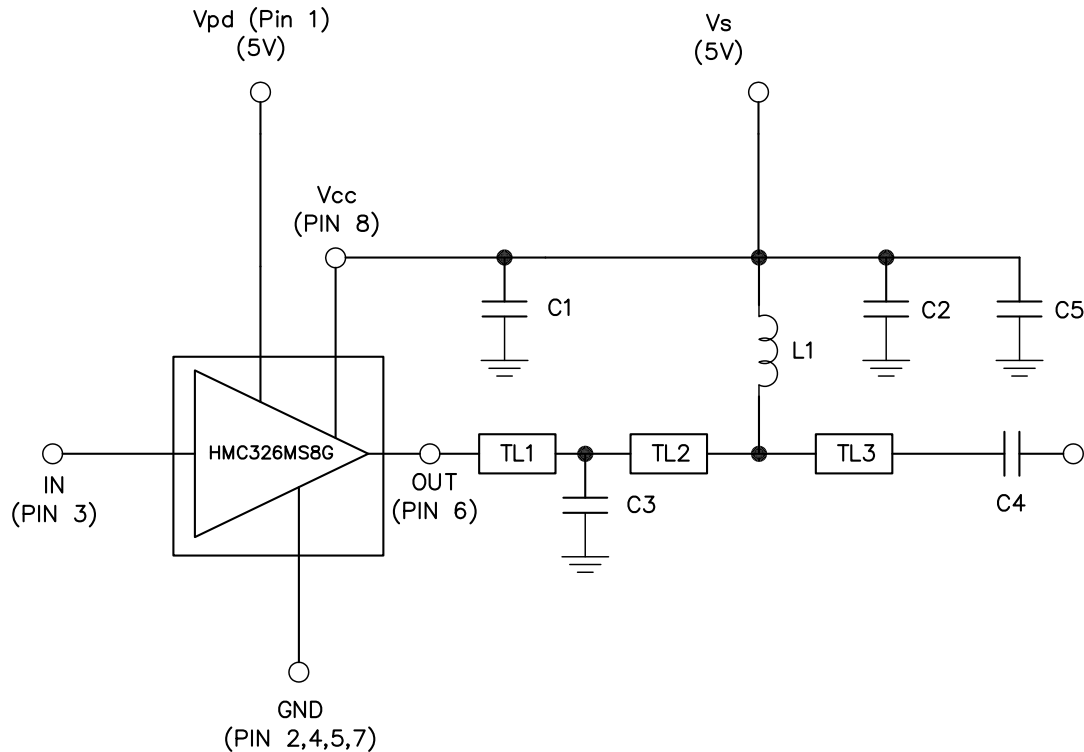 Vpd (Pin 1)
(5V)
Vs
(5V)
Vcc
(PIN 8)
C1
C2
C5
L1
HMC326MS8G
IN
(PIN 3)
OUT
(PIN 6)
TL1
TL2
TL3
C3
C4
GND
(PIN 2,4,5,7)